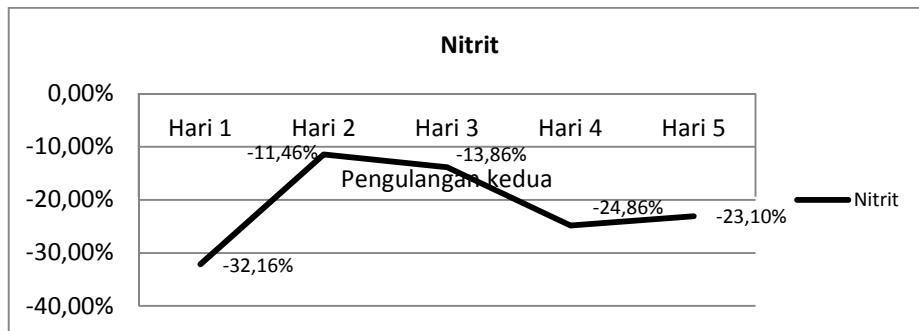 Nitrit
0,00%
Hari 1 Hari 2 Hari 3 Hari 4 Hari 5
-10,00%
-11,46%
-13,86%
Pengulangan kedua
-20,00%
-24,86%
-23,10%
Nitrit
-30,00%
-32,16%
-40,00%